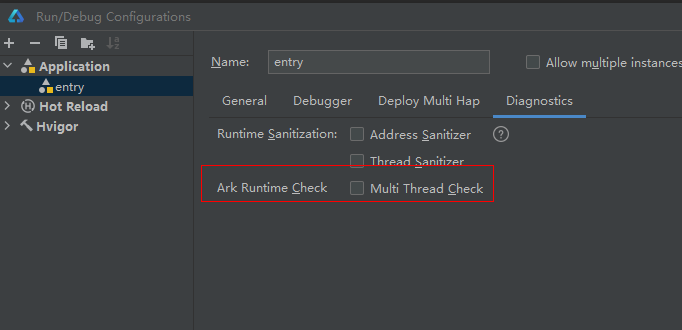 Run/Debug Configurations
Application
entry
Hot Reload
Hvigor
Name: entry
Allow multiple instances
General Debugger Deploy Multi Hap Diagnostics
Runtime Sanitization: Address Sanitizer ?
Thread Sanitizer
Ark Runtime Check Multi Thread Check